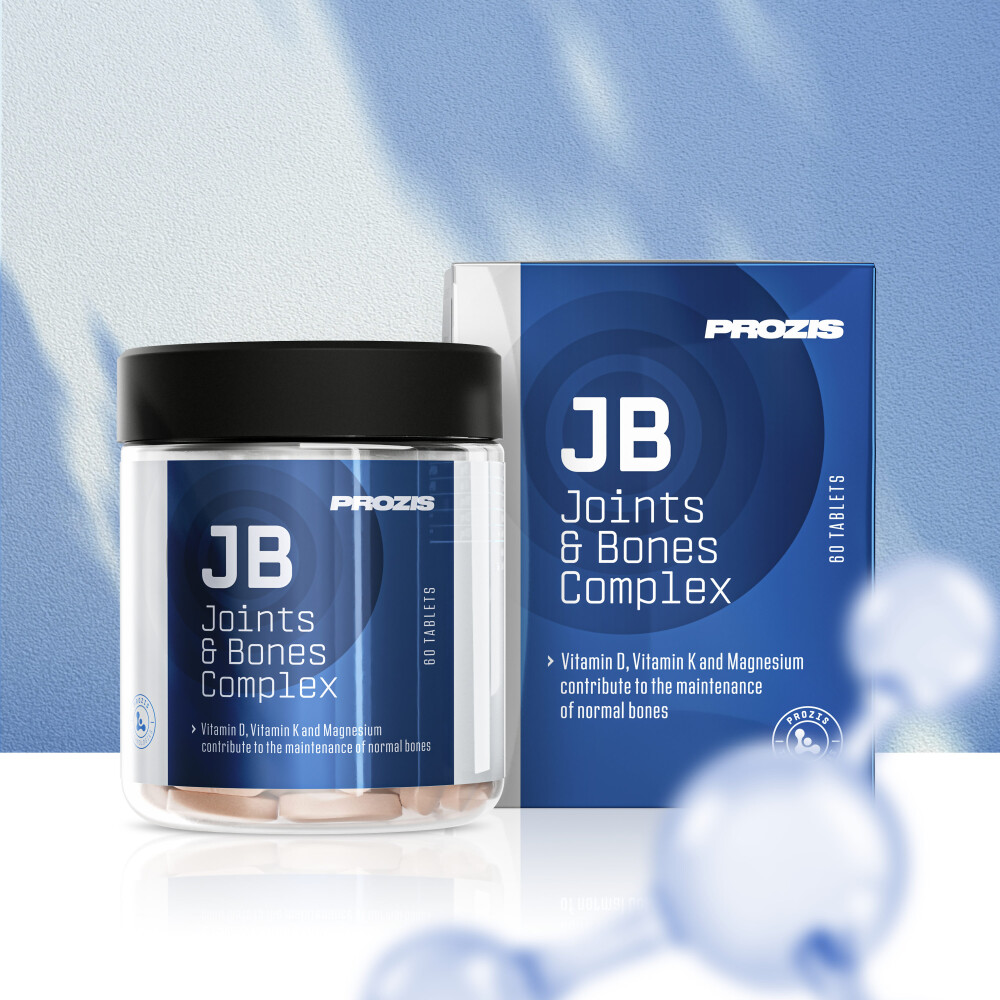 PROZIS
JB
Joints
& Bones
Complex
60 TABLETS
› Vitamin D, Vitamin K and Magnesium
contribute to the maintenance of normal bones
PROZIS
JB
Joints
& Bones
Complex
60 TABLETS
› Vitamin D, Vitamin K and Magnesium
contribute to the maintenance
of normal bones
PROZIS